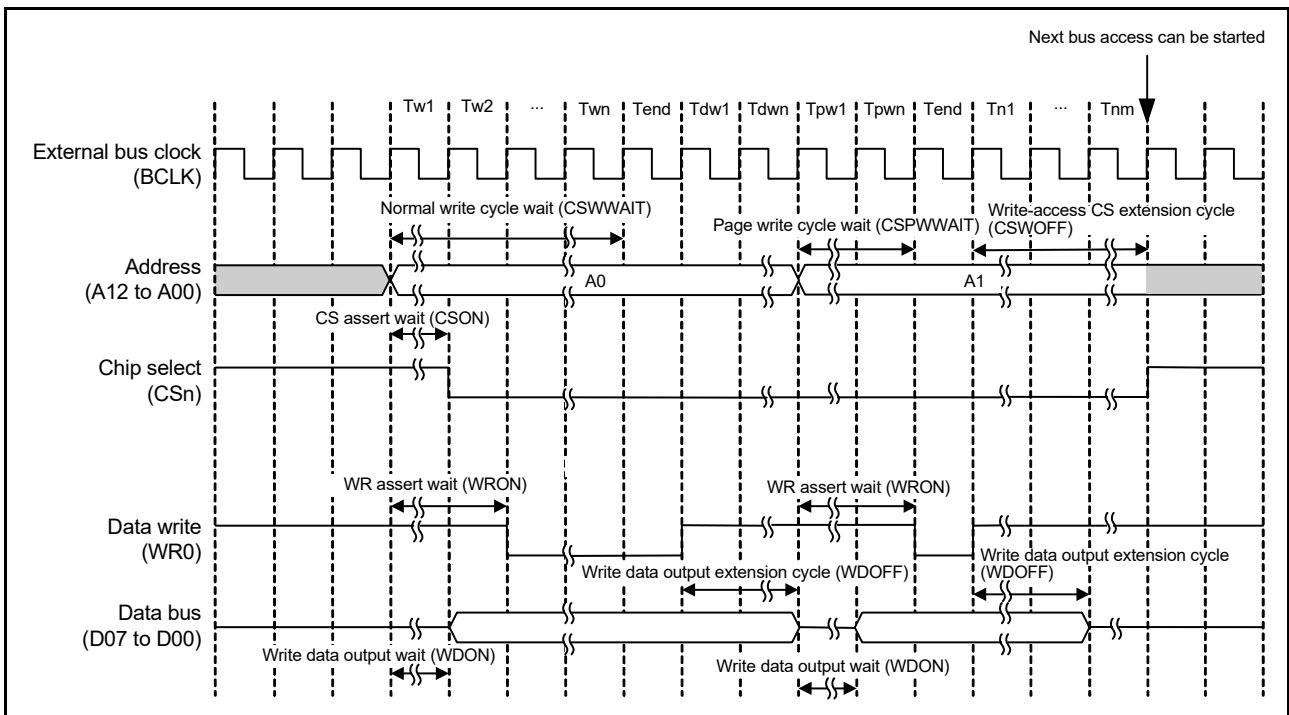 Next bus access can be started
Tw1 Tw2 ... Twn Tend Tdw1 Tdwn Tpw1 Tpwn Tend Tn1 ... Tnm
External bus clock
(BCLK)
Normal write cycle wait (CSWWAIT)
Page write cycle wait (CSPWWAIT)
Write-access CS extension cycle
(CSWOFF)
Address
(A12 to A00)
A0
A1
CS assert wait (CSON)
Chip select
(CSn)
WR assert wait (WRON)
WR assert wait (WRON)
Data write
(WR0)
Write data output extension cycle (WDOFF)
Write data output extension cycle
(WDOFF)
Data bus
(D07 to D00)
Write data output wait (WDON)
Write data output wait (WDON)